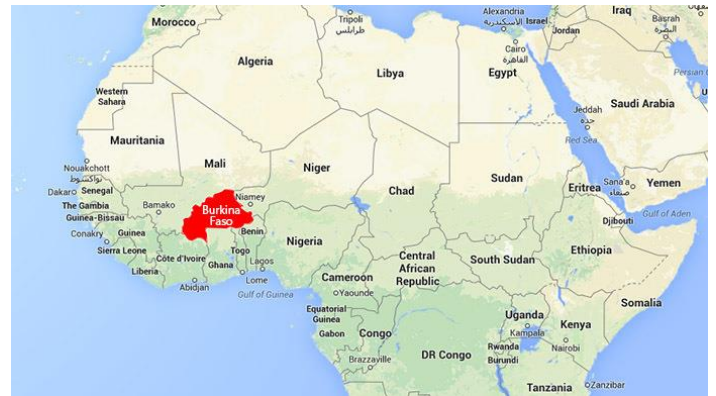 Alexandria
الإسكندرية
Israel
Iraq
Basrah
البصرة
Morocco
Tripoli
طرابلس
Jordan
Cairo
القاهرة
Algeria
Libya
Egypt
Persian
Western
Sahara
Jeddah
جدة
Saudi Arabia
Mauritania
Red Sea
Mali
Niger
Nouakchott
نواكشوط
Chad
Sudan
Sana'a
صنعاء
Yemen
Eritrea
Dakar
Senegal
Niamey
The Gambia
Bamako
Burkina
Faso
Gulf of Aden
Guinea-Bissau
Djibouti
Conakry
Guinea
Benin
Nigeria
Sierra Leone
Côte d'Ivoire
Togo
Ghana
Lagos
Central
African
Republic
South Sudan
Ethiopia
Liberia
Lome
Cameroon
Abidjan
Gulf of Guinea
Yaounde
Somalia
Equatorial
Guinea
Uganda
Kampala
Kenya
Gabon
Congo
Rwanda
Nairobi
Brazzaville
DR Congo
Burundi
Tanzania
Zanzibar